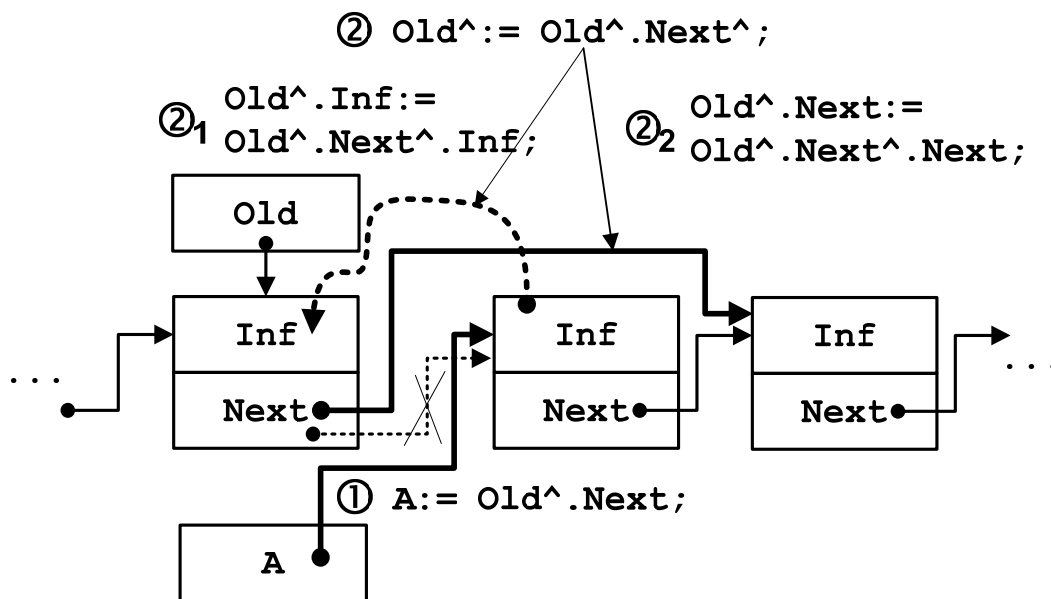 ② Old^:= Old^.Next^;
②1 Old^.Inf:=
Old^.Next^.Inf;
②2 Old^.Next:=
Old^.Next^.Next;
Old
Inf
Inf
Inf
...
...
Next
Next
Next
① A:= Old^.Next;
A